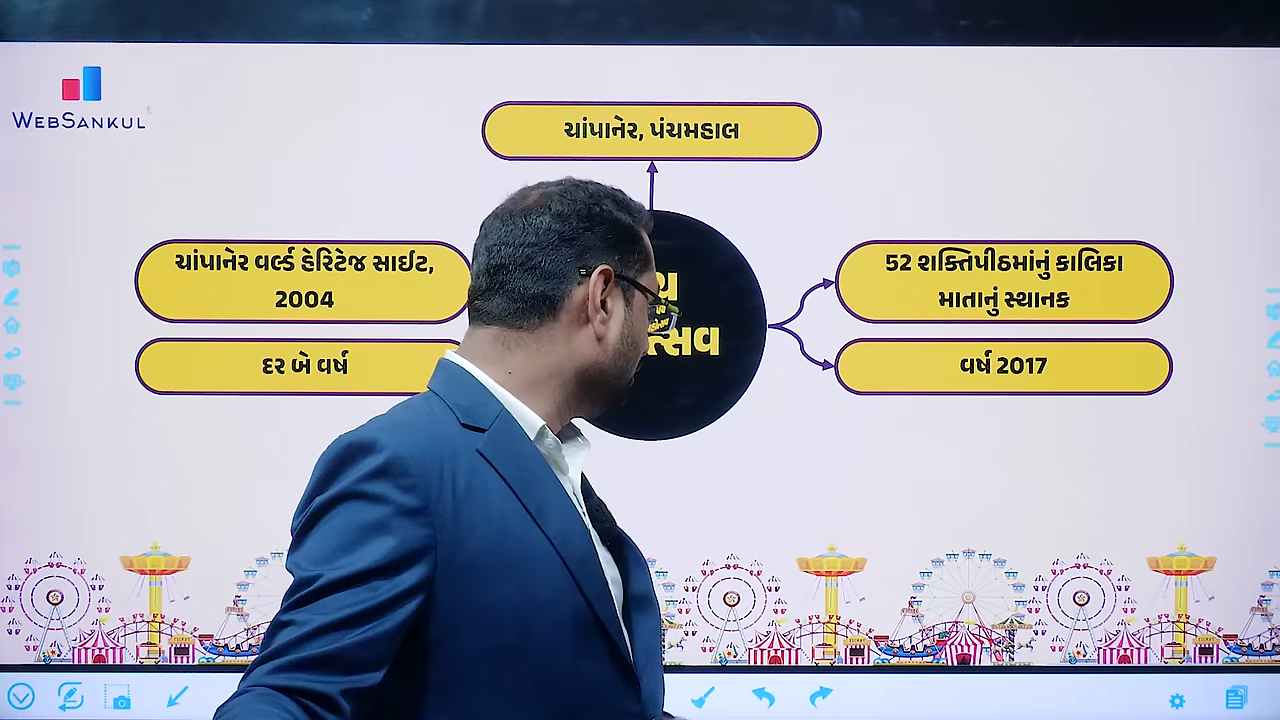 WEBSANKUL
ચાંપાનેર, પંચમહાલ
ચાંપાનેર વર્લ્ડ હેરિટેજ સાઈટ,
2004
દર બે વર્ષ
52 શક્તિપીઠમાંનું કાલિકા
માતાનું સ્થાનક
વર્ષ 2017